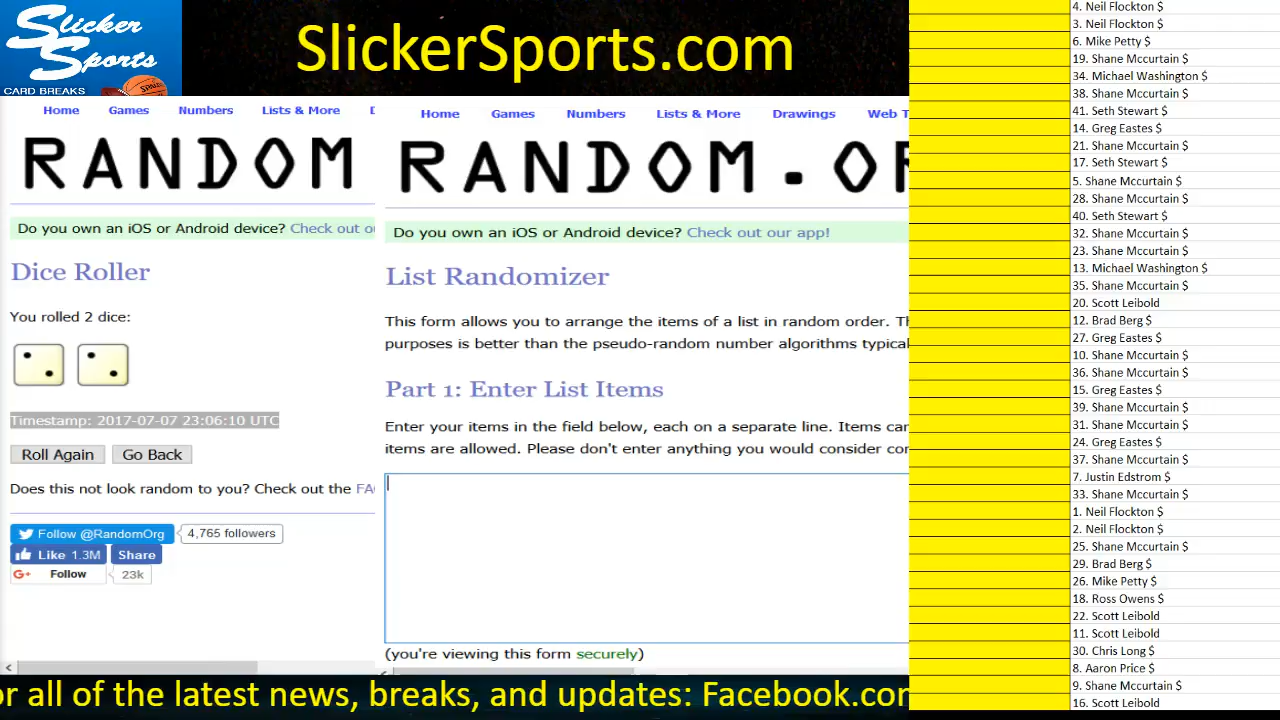 Slicker
Sports
CARD BREAKS
SlickerSports.com
Home Games Numbers Lists & More
RANDOM
Do you own an iOS or Android device? Check out
Dice Roller
You rolled 2 dice:
Timestamp: 2017-07-07 23:06:10 UTC
Roll Again Go Back
Does this not look random to you? Check out the FA
Follow @RandomOrg 4,765 followers
Like 1.3M Share
G+ Follow 23k
Home Games Numbers Lists & More Drawings Web T
RANDOM.OR
Do you own an iOS or Android device? Check out our app!
List Randomizer
This form allows you to arrange the items of a list in random order. Th
purposes is better than the pseudo-random number algorithms typical
Part 1: Enter List Items
Enter your items in the field below, each on a separate line. Items can
items are allowed. Please don't enter anything you would consider con
(you're viewing this form securely)
4. Neil Flockton $
3. Neil Flockton $
6. Mike Petty $
19. Shane Mccurtain $
34. Michael Washington $
38. Shane Mccurtain $
41. Seth Stewart $
14. Greg Eastes $
21. Shane Mccurtain $
17. Seth Stewart $
5. Shane Mccurtain $
28. Shane Mccurtain $
40. Seth Stewart $
32. Shane Mccurtain $
23. Shane Mccurtain $
13. Michael Washington $
35. Shane Mccurtain $
20. Scott Leibold
12. Brad Berg $
27. Greg Eastes $
10. Shane Mccurtain $
36. Shane Mccurtain $
15. Greg Eastes $
39. Shane Mccurtain $
31. Shane Mccurtain $
24. Greg Eastes $
37. Shane Mccurtain $
7. Justin Edstrom $
33. Shane Mccurtain $
1. Neil Flockton $
2. Neil Flockton $
25. Shane Mccurtain $
29. Brad Berg $
26. Mike Petty $
18. Ross Owens $
22. Scott Leibold
11. Scott Leibold
30. Chris Long $
8. Aaron Price $
9. Shane Mccurtain $
16. Scott Leibold
or all of the latest news, breaks, and updates: Facebook.com